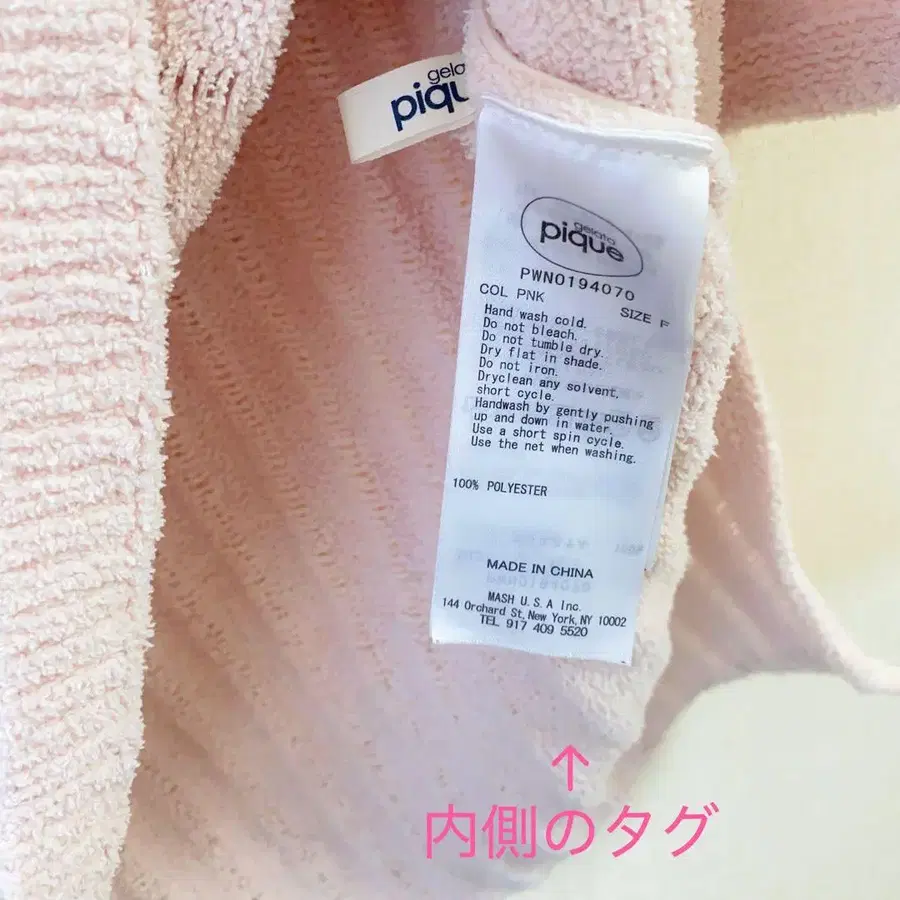 gelato
pique
PWNO194070
COL PNK
SIZE F
Hand wash cold.
Do not bleach.
Do not tumble dry.
Dry flat in shade.
Do not iron.
Dryclean any solvent,
short cycle.
Handwash by gently pushing
up and down in water.
Use a short spin cycle.
Use the net when washing.
100% POLYESTER
MADE IN CHINA
MASH U.S.A Inc.
144 Orchard St, New York, NY 10002
TEL 917 409 5520
↑
内側のタグ